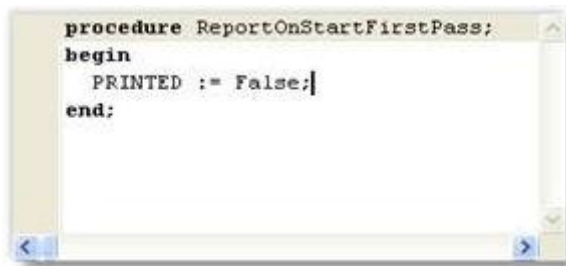 procedure ReportOnStartFirstPass;
begin
PRINTED := False;
end;